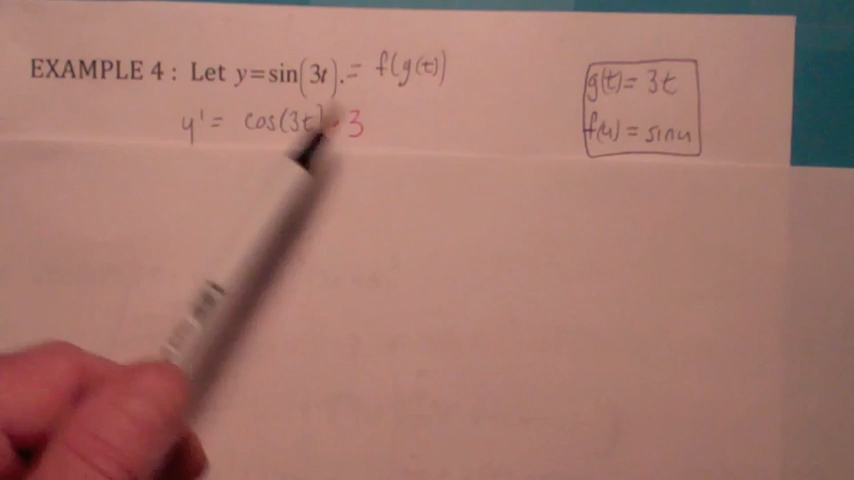 EXAMPLE 4 : Let y=sin(3t). = f(g(t))
y' = cos(3t) · 3
g(t) = 3t
f(u) = sin u